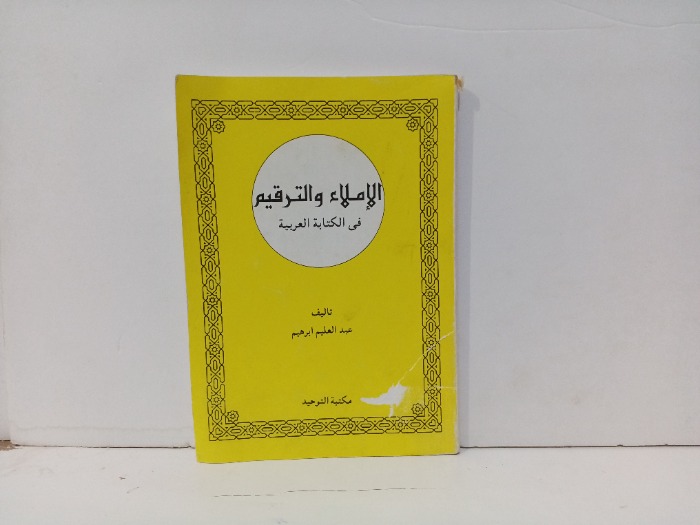 الإملاء والترقيم
فى الكتابة العربية
تاليف
عبد العليم ابرهيم
مكتبة التوحيد